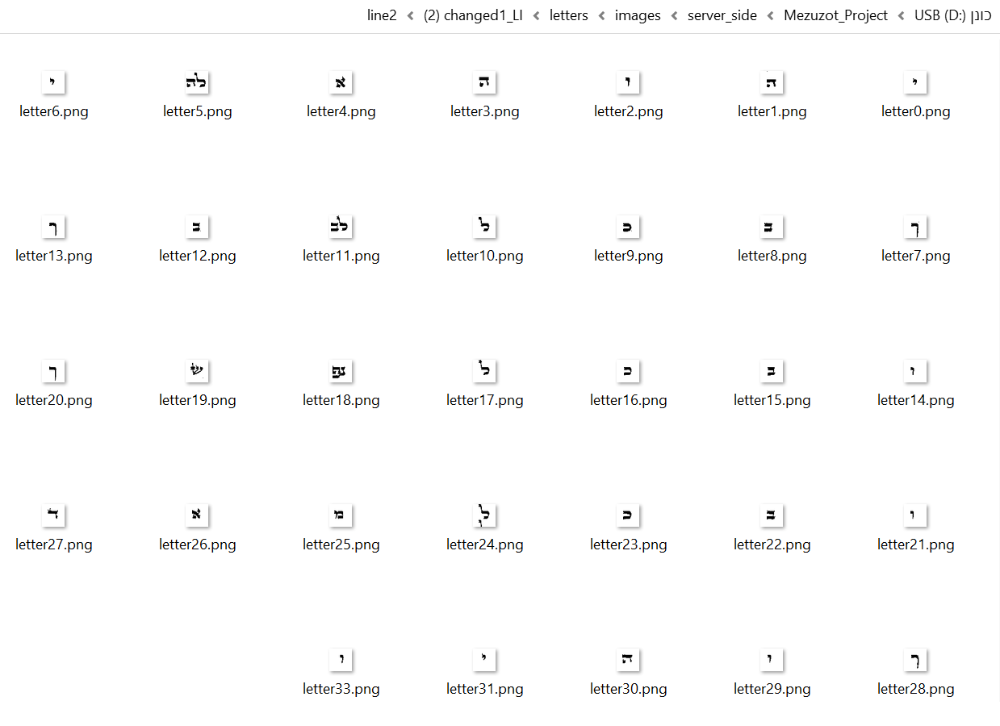 כונן USB (D:) < Mezuzot_Project < server_side < images < letters < changed1_LI (2) < line2
י ה ו ה א לה י
letter0.png letter1.png letter2.png letter3.png letter4.png letter5.png letter6.png
ך ב כ ל לב ב ך
letter7.png letter8.png letter9.png letter10.png letter11.png letter12.png letter13.png
ו ב כ ל נפ ש ך
letter14.png letter15.png letter16.png letter17.png letter18.png letter19.png letter20.png
ו ב כ ל מ א ד
letter21.png letter22.png letter23.png letter24.png letter25.png letter26.png letter27.png
ך ו ה י ו
letter28.png letter29.png letter30.png letter31.png letter33.png